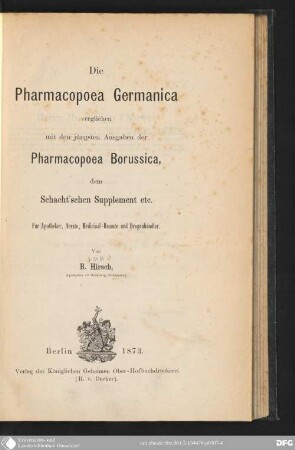 Die
Pharmacopoea Germanica
verglichen
mit den jüngsten Ausgaben der
Pharmacopoea Borussica,
dem
Schacht'schen Supplement etc.
Für Apotheker, Aerzte, Medicinal-Beamte und Droguenhändler.
Von
B. Hirsch,
Berlin 1873.
Verlag der Königlichen Geheimen Ober-Hofbuchdruckerei
(R. v. Decker).
Universitäts- und
Landesbibliothek Düsseldorf
DFG